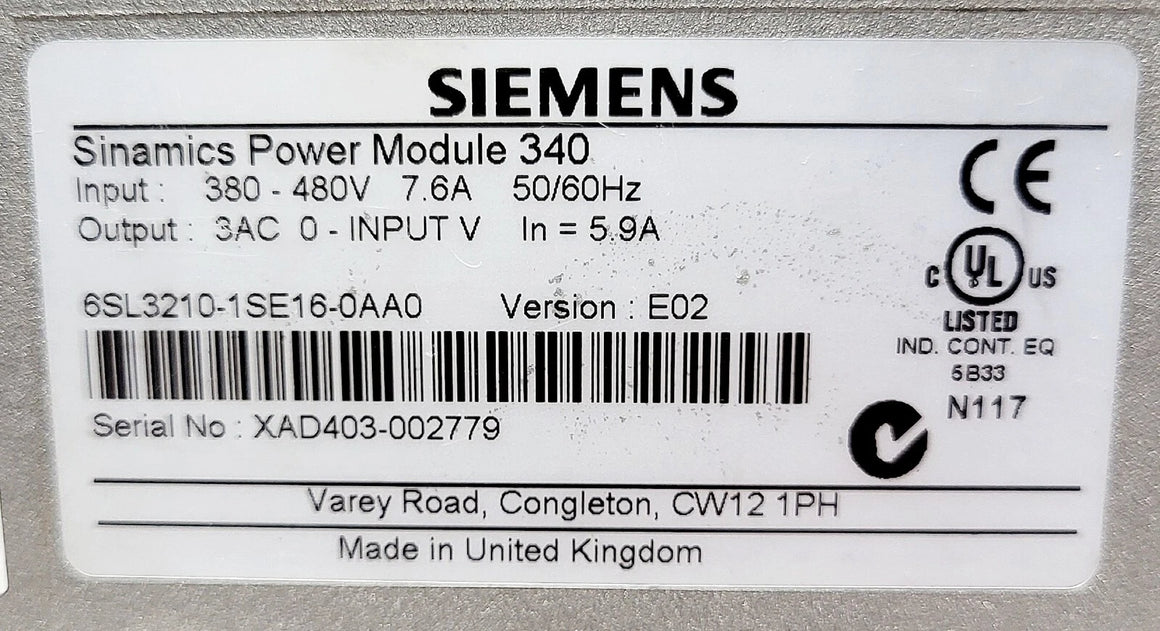 SIEMENS
Sinamics Power Module 340
Input : 380 - 480V 7.6A 50/60Hz
Output : 3AC 0 - INPUT V In = 5.9A
CE
6SL3210-1SE16-0AA0 Version : E02
C UL US
LISTED
IND. CONT. EQ
5B33
N117
Serial No : XAD403-002779
Varey Road, Congleton, CW12 1PH
Made in United Kingdom